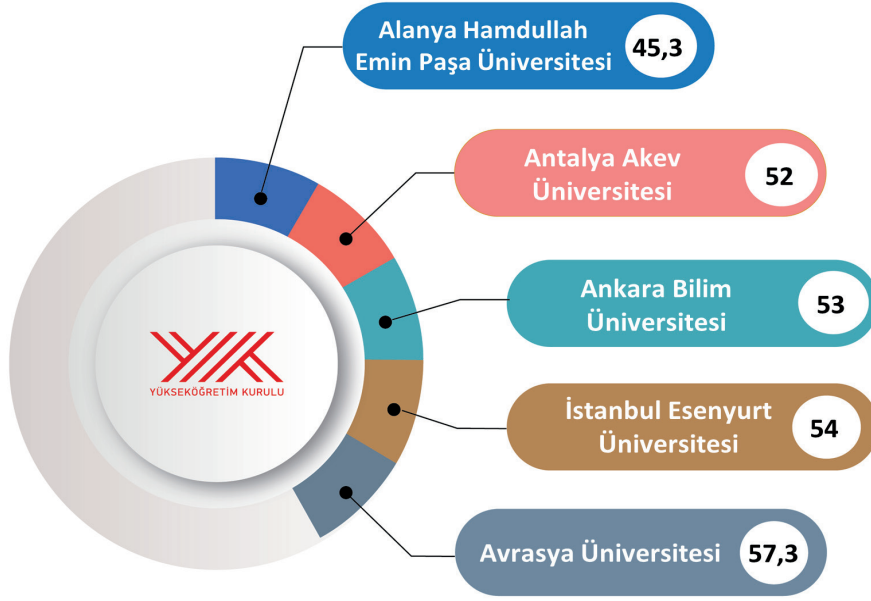 Alanya Hamdullah
Emin Paşa Üniversitesi
45,3
Antalya Akev
Üniversitesi
52
Ankara Bilim
Üniversitesi
53
İstanbul Esenyurt
Üniversitesi
54
Avrasya Üniversitesi
57,3
YÜKSEKÖĞRETİM KURULU